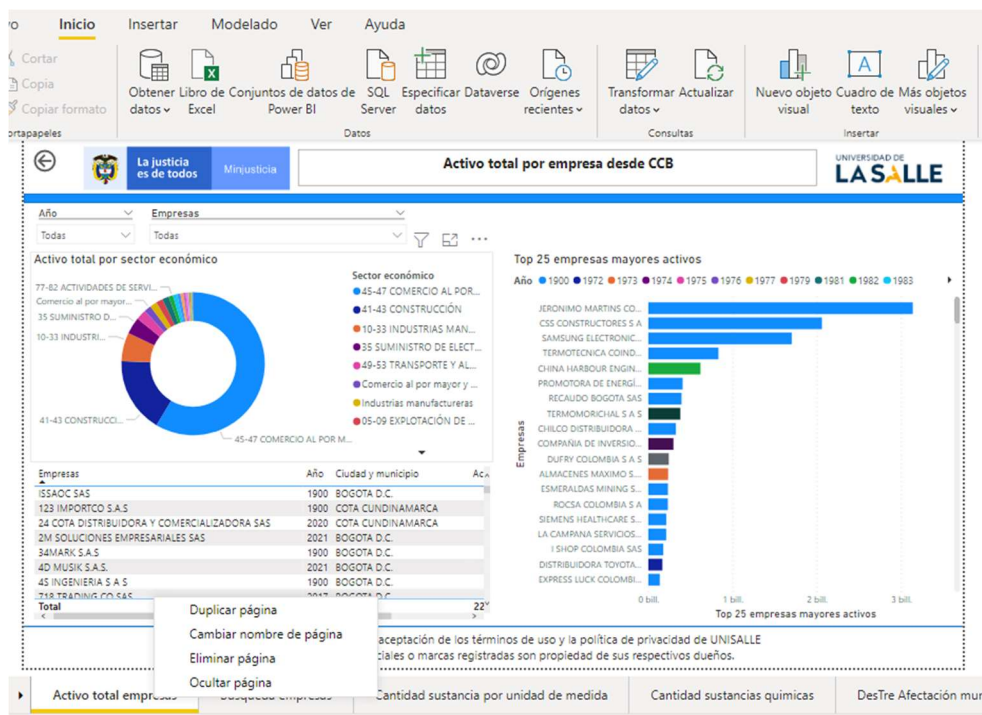 Inicio Insertar Modelado Ver Ayuda
Cortar
Copia
Copiar formato
Obtener datos
Libro de Excel
Conjuntos de datos de Power BI
SQL Server
Especificar datos
Dataverse
Orígenes recientes
Transformar datos
Actualizar
Nuevo objeto visual
Cuadro de texto
Más objetos visuales
Datos
Consultas
Insertar
La justicia
es de todos
Minjusticia
Activo total por empresa desde CCB
UNIVERSIDAD DE
LA SALLE
Año Empresas
Todas Todas
Activo total por sector económico
77-82 ACTIVIDADES DE SERVI...
Comercio al por mayor...
35 SUMINISTRO D...
10-33 INDUSTRI...
41-43 CONSTRUCCI...
45-47 COMERCIO AL POR M...
Sector económico
45-47 COMERCIO AL POR...
41-43 CONSTRUCCIÓN
10-33 INDUSTRIAS MAN...
35 SUMINISTRO DE ELECT...
49-53 TRANSPORTE Y AL...
Comercio al por mayor y ...
Industrias manufactureras
05-09 EXPLOTACIÓN DE ...
Top 25 empresas mayores activos
Año 1900 1972 1973 1974 1975 1976 1977 1979 1981 1982 1983
Empresas
JERONIMO MARTINS CO...
CSS CONSTRUCTORES S A
SAMSUNG ELECTRONIC...
TERMOTECNICA COIND...
CHINA HARBOUR ENGIN...
PROMOTORA DE ENERGÍ...
RECAUDO BOGOTA SAS
TERMOMORICHAL S A S
CHILCO DISTRIBUIDORA ...
COMPAÑIA DE INVERSIO...
DUFRY COLOMBIA S A S
ALMACENES MAXIMO S...
ESMERALDAS MINING S...
ROCSA COLOMBIA S A
SIEMENS HEALTHCARE S...
LA CAMPANA SERVICIOS...
I SHOP COLOMBIA SAS
DISTRIBUIDORA TOYOTA...
EXPRESS LUCK COLOMBI...
0 bill. 1 bill. 2 bill. 3 bill.
Top 25 empresas mayores activos
Empresas Año Ciudad y municipio
ISSAOC SAS 1900 BOGOTA D.C.
123 IMPORTCO S.A.S 1900 COTA CUNDINAMARCA
24 COTA DISTRIBUIDORA Y COMERCIALIZADORA SAS 2020 COTA CUNDINAMARCA
2M SOLUCIONES EMPRESARIALES SAS 2021 BOGOTA D.C.
34MARK S.A.S 1900 BOGOTA D.C.
4D MUSIK S.A.S. 2021 BOGOTA D.C.
4S INGENIERIA S A S 1900 BOGOTA D.C.
718 TRADING CO SAS 2017 BOGOTA D.C.
Total 22
Duplicar página
Cambiar nombre de página
Eliminar página
Ocultar página
aceptación de los términos de uso y la política de privacidad de UNISALLE
ciales o marcas registradas son propiedad de sus respectivos dueños.
Activo total empresas Búsqueda empresas Cantidad sustancia por unidad de medida Cantidad sustancias quimicas DesTre Afectación mun